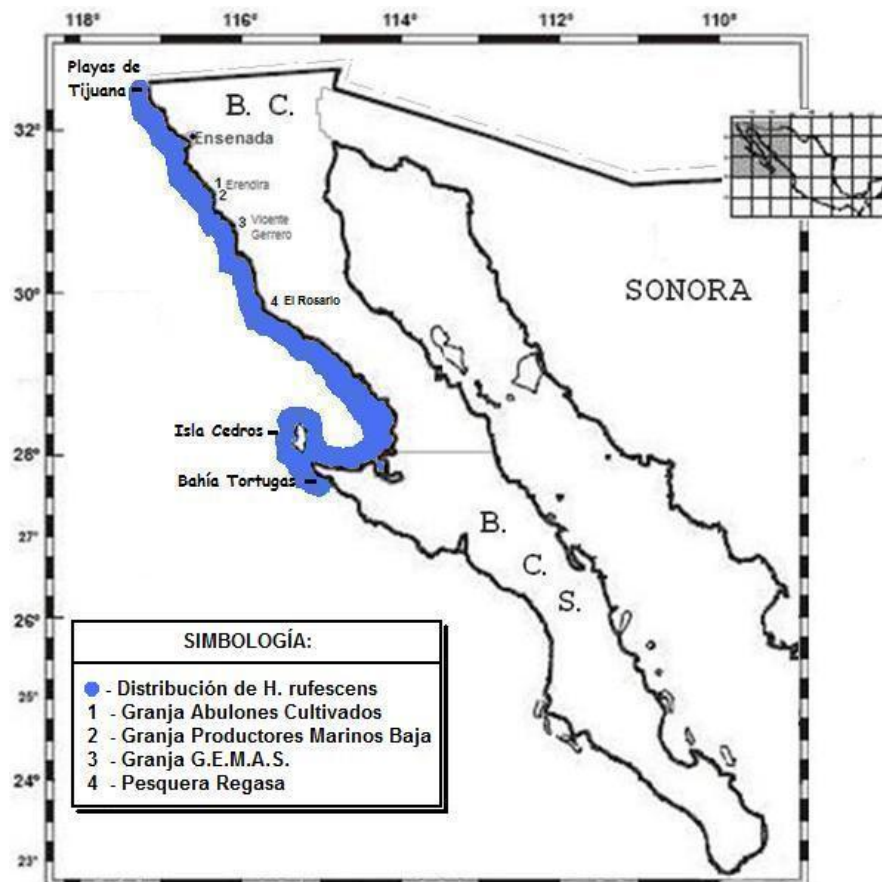 118° 116° 114° 112° 110°
Playas de
Tijuana
B. C.
32°
Ensenada
1 Erendira
2
3 Vicente
Gerrero
30°
4 El Rosario
SONORA
Isla Cedros
28°
Bahía Tortugas
27°
B.
C.
S.
26°
25°
24°
23°
SIMBOLOGÍA:
- Distribución de H. rufescens
1 - Granja Abulones Cultivados
2 - Granja Productores Marinos Baja
3 - Granja G.E.M.A.S.
4 - Pesquera Regasa